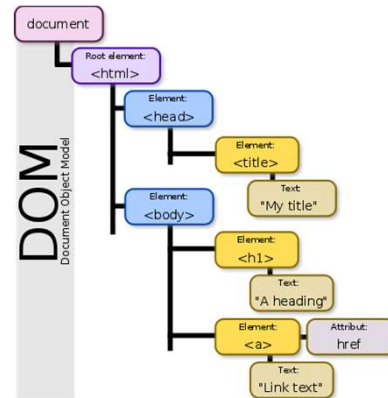 document
Root element:
<html>
Element:
<head>
Element:
<title>
Text:
"My title"
Element:
<body>
Element:
<h1>
Text:
"A heading"
Element:
<a>
Attribut:
href
Text:
"Link text"
DOM
Document Object Model